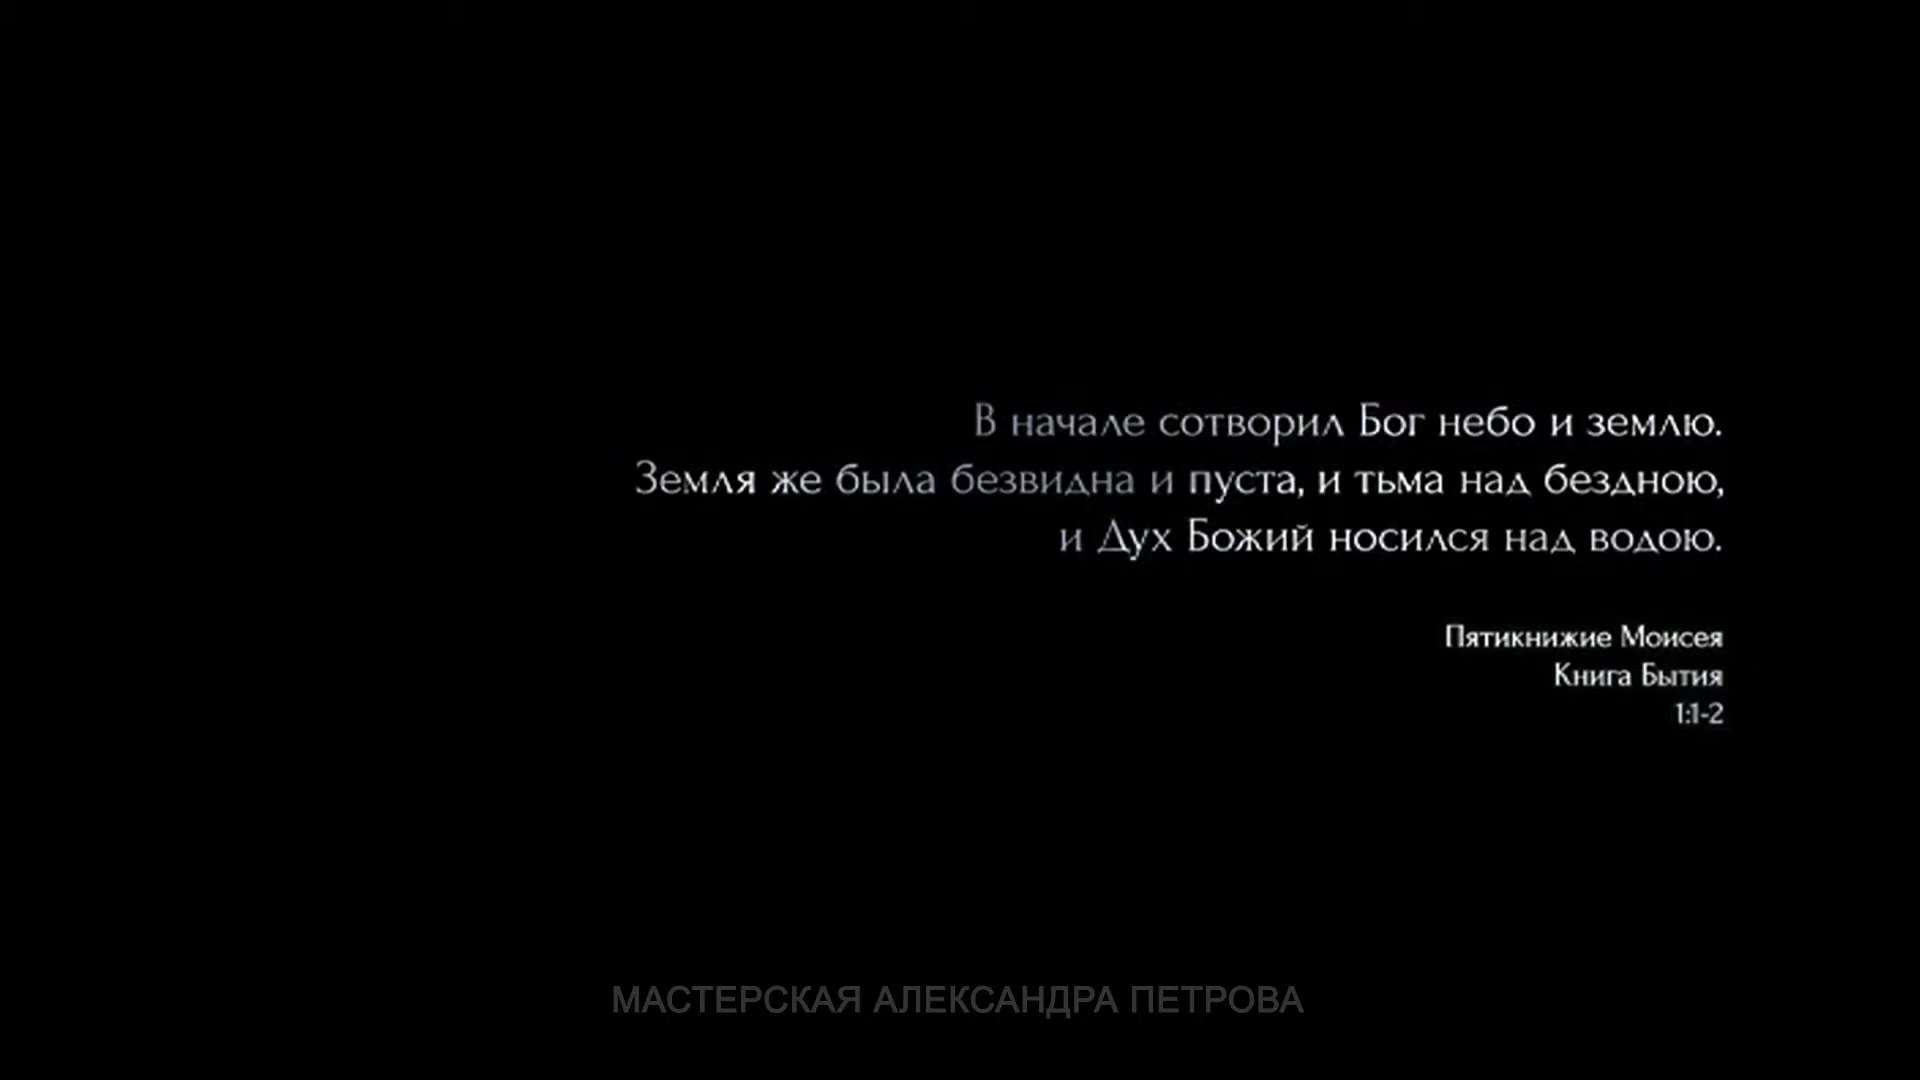 В начале сотворил Бог небо и землю.
Земля же была безвидна и пуста, и тьма над бездною,
и Дух Божий носился над водою.
Пятикнижие Моисея
Книга Бытия
1:1-2
МАСТЕРСКАЯ АЛЕКСАНДРА ПЕТРОВА